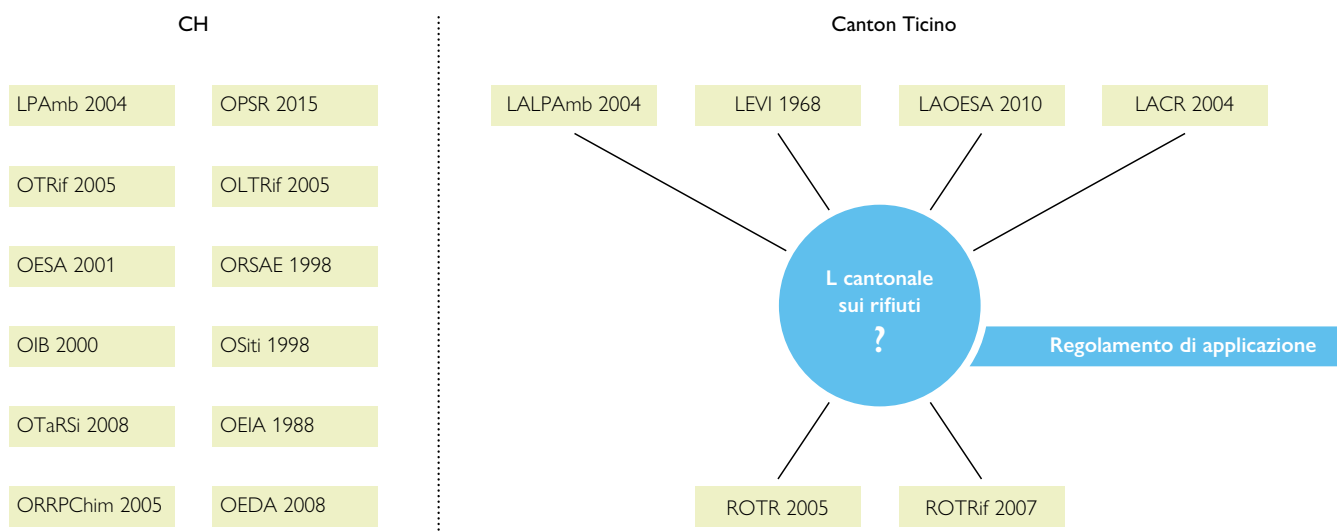 CH
Canton Ticino
LPAmb 2004
OPSR 2015
LALPAmb 2004
LEVI 1968
LAOESA 2010
LACR 2004
OTRif 2005
OLTRif 2005
OESA 2001
ORSAE 1998
L cantonale
sui rifiuti
?
OIB 2000
OSiti 1998
Regolamento di applicazione
OTaRSi 2008
OEIA 1988
ORRPChim 2005
OEDA 2008
ROTR 2005
ROTRif 2007